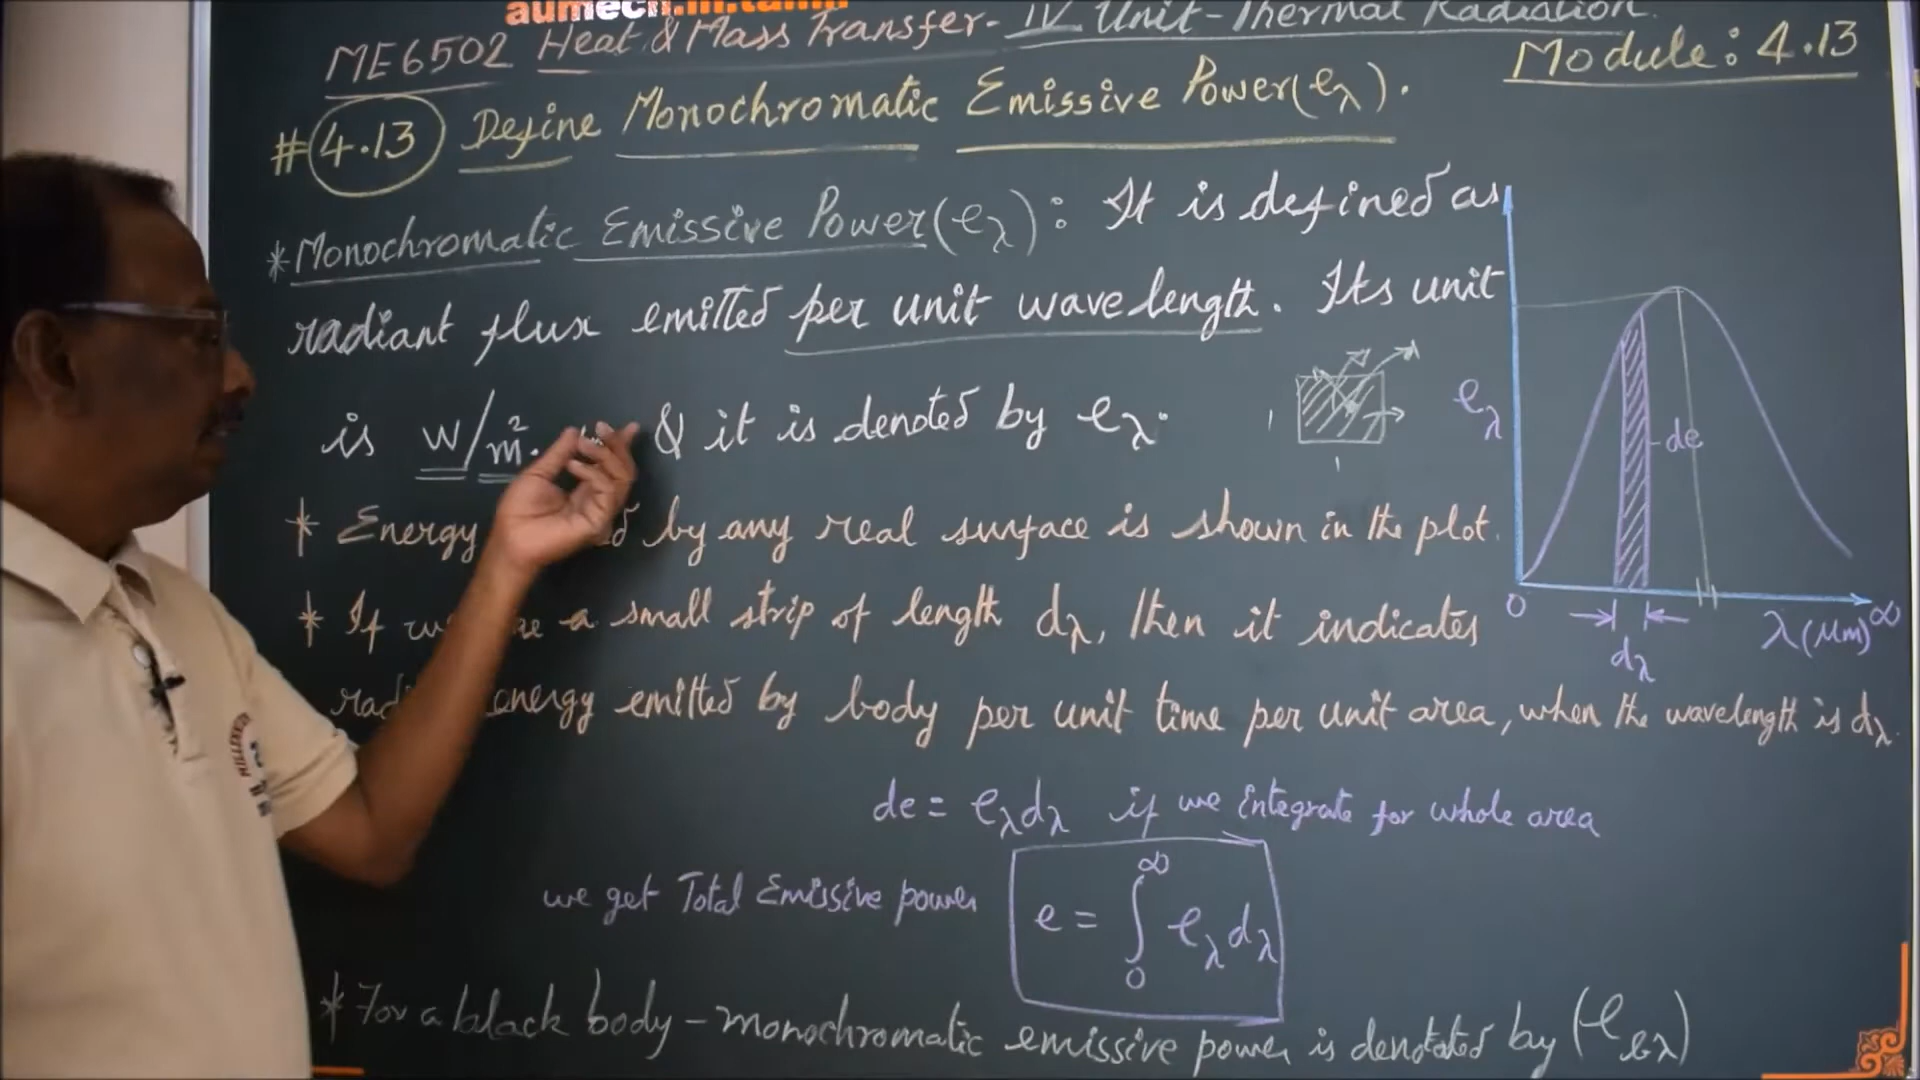 aumech.in.tamil
ME6502 Heat & Mass Transfer - IV Unit - Thermal Radiation.
Module: 4.13
#4.13 Define Monochromatic Emissive Power (eλ).
* Monochromatic Emissive Power (eλ): It is defined as
radiant flux emitted per unit wavelength. Its unit
is W/m². & it is denoted by eλ.
* Energy by any real surface is shown in the plot.
* If a small strip of length dλ, then it indicates
energy emitted by body per unit time per unit area, when the wavelength is dλ.
de = eλdλ if we integrate for whole area
we get Total Emissive power e = ∫₀^∞ eλdλ
* For a black body - monochromatic emissive power is denotated by (ebλ)
eλ
de
1
1
0
dλ
λ(μm) ∞